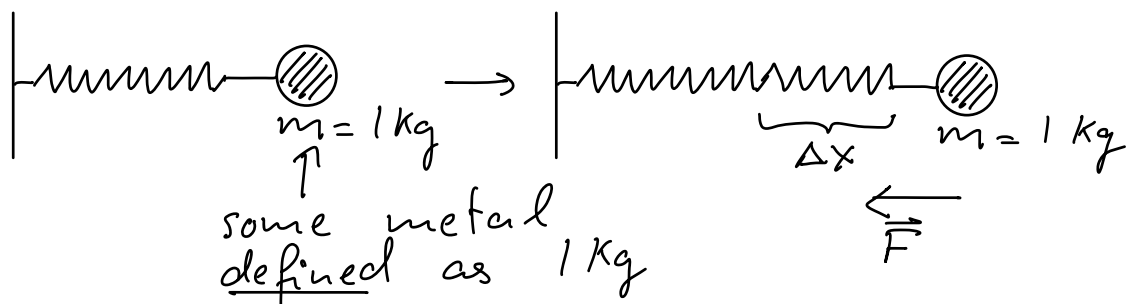 m = 1 kg
Δx
m = 1 kg
F
some metal
defined as 1 kg